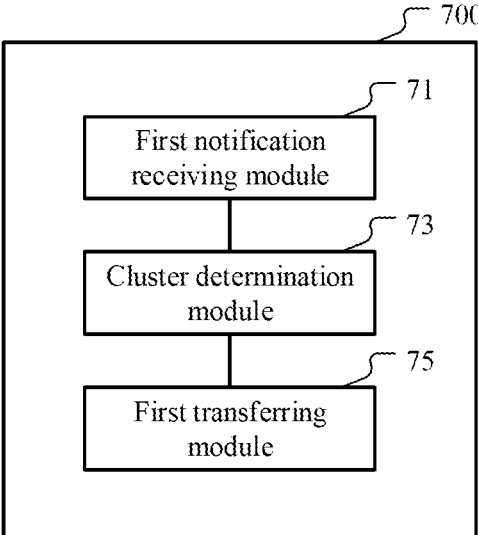 700
71
First notification
receiving module
73
Cluster determination
module
75
First transferring
module